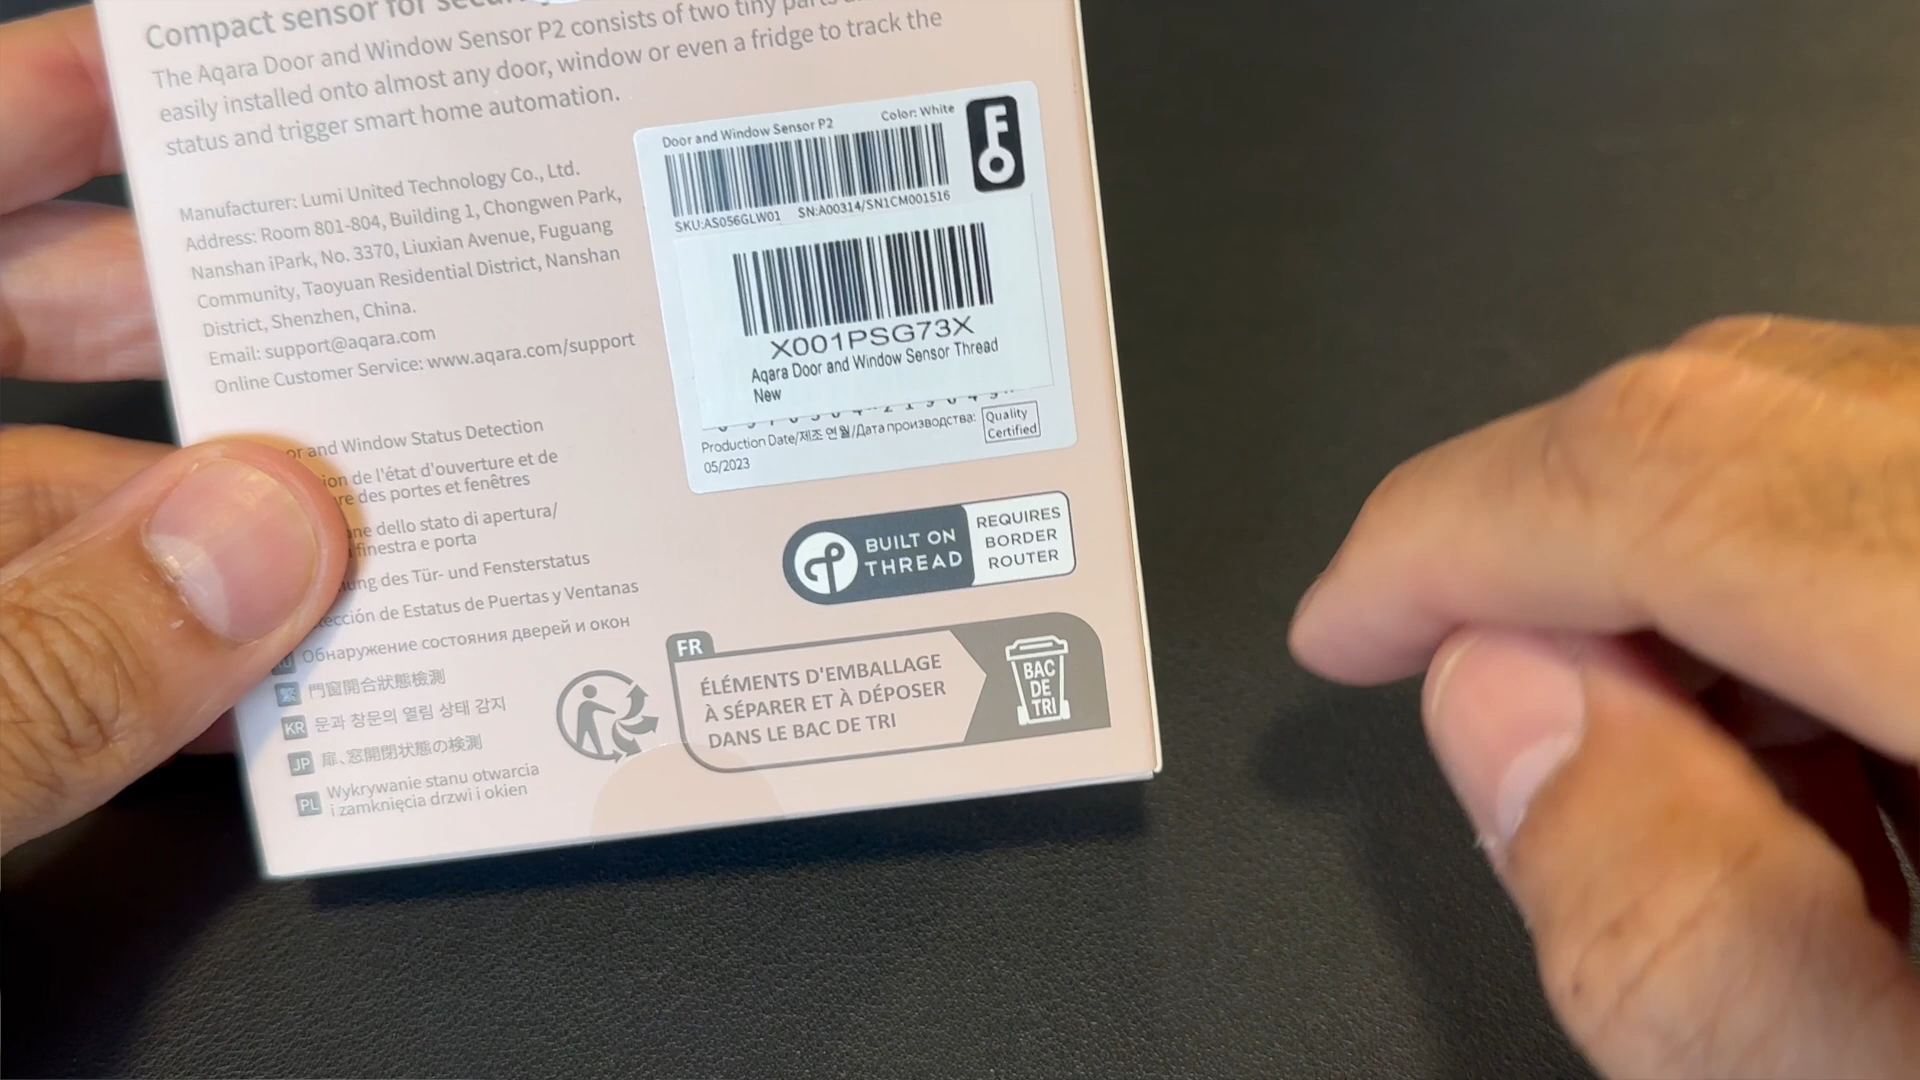 Compact sensor for
The Aqara Door and Window Sensor P2 consists of two tiny parts
easily installed onto almost any door, window or even a fridge to track the
status and trigger smart home automation.
Manufacturer: Lumi United Technology Co., Ltd.
Address: Room 801-804, Building 1, Chongwen Park,
Nanshan iPark, No. 3370, Liuxian Avenue, Fuguang
Community, Taoyuan Residential District, Nanshan
District, Shenzhen, China.
Email: support@aqara.com
Online Customer Service: www.aqara.com/support
Door and Window Sensor P2 Color: White
SKU:AS056GLW01 SN:A00314/SN1CM001516
X001PSG73X
Aqara Door and Window Sensor Thread
New
Production Date/제조 연월/Дата производства:
05/2023
Quality
Certified
and Window Status Detection
de l'état d'ouverture et de
des portes et fenêtres
dello stato di apertura/
finestra e porta
des Tür- und Fensterstatus
de Estatus de Puertas y Ventanas
Обнаружение состояния дверей и окон
繁 門窗開合狀態檢測
KR 문과 창문의 열림 상태 감지
JP 扉、窓開閉状態の検測
PL Wykrywanie stanu otwarcia
i zamknięcia drzwi i okien
BUILT ON
THREAD
REQUIRES
BORDER
ROUTER
FR
ÉLÉMENTS D'EMBALLAGE
À SÉPARER ET À DÉPOSER
DANS LE BAC DE TRI
BAC
DE
TRI